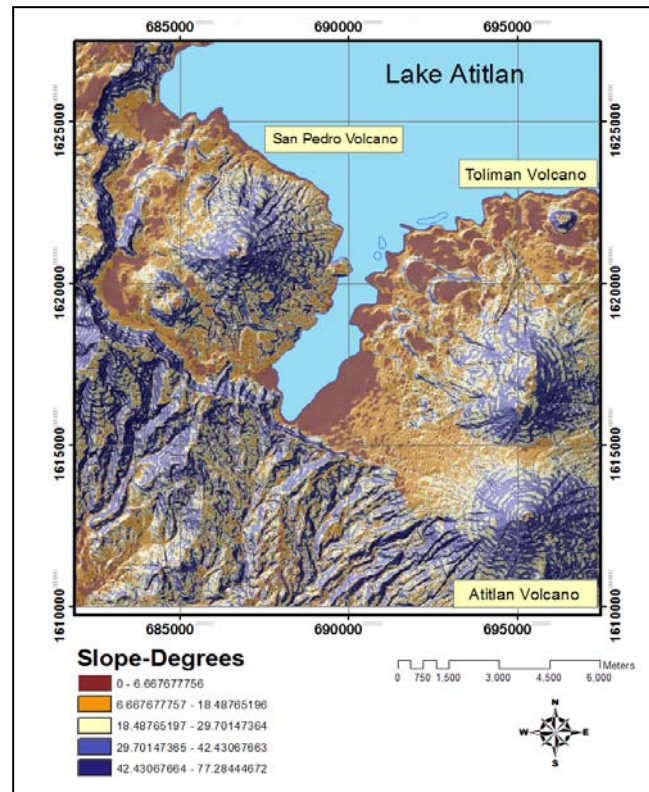 685000 690000 695000
Lake Atitlan
1625000 1625000
San Pedro Volcano
Toliman Volcano
1620000 1620000
1615000 1615000
Atitlan Volcano
1610000 1610000
685000 690000 695000
Slope-Degrees
0 - 6.667677756
6.667677757 - 18.48765196
18.48765197 - 29.70147364
29.70147365 - 42.43067663
42.43067664 - 77.28444672
Meters
0 750 1,500 3,000 4,500 6,000
N
W E
S